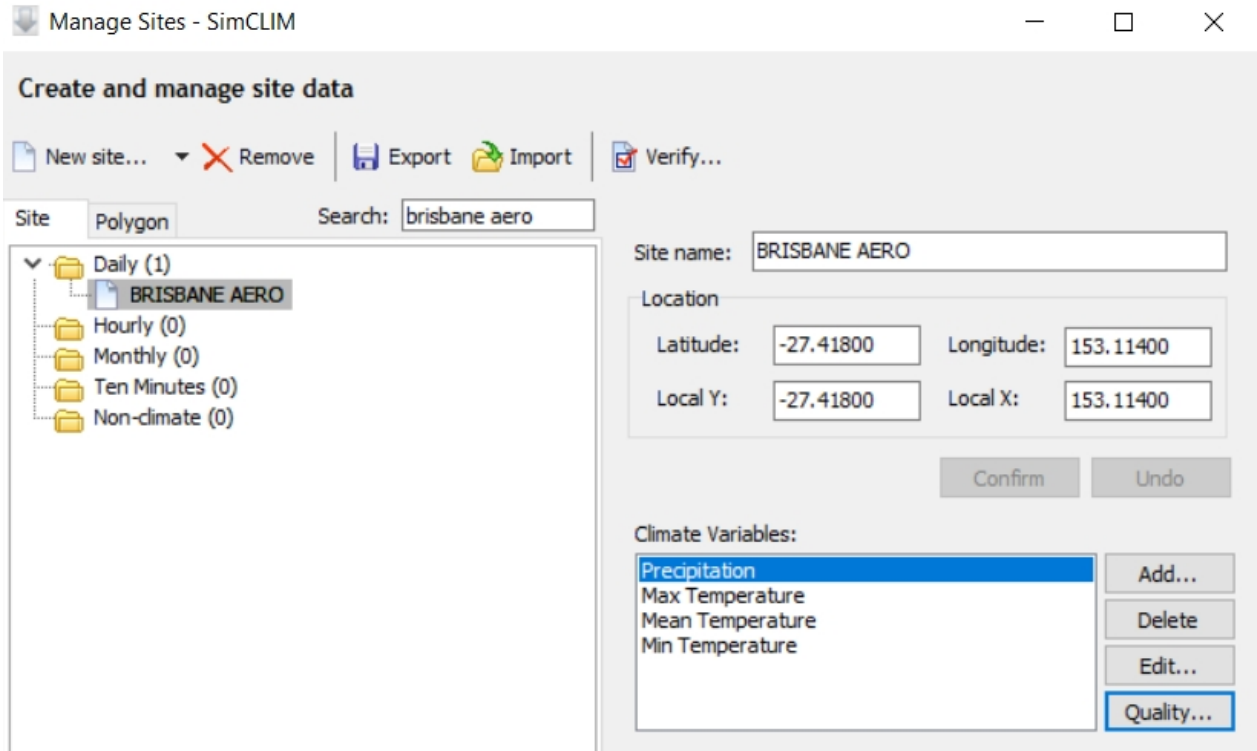 Manage Sites - SimCLIM
Create and manage site data
New site... Remove Export Import Verify...
Site Polygon Search: brisbane aero
Daily (1)
BRISBANE AERO
Hourly (0)
Monthly (0)
Ten Minutes (0)
Non-climate (0)
Site name: BRISBANE AERO
Location
Latitude: -27.41800 Longitude: 153.11400
Local Y: -27.41800 Local X: 153.11400
Confirm Undo
Climate Variables:
Precipitation
Max Temperature
Mean Temperature
Min Temperature
Add...
Delete
Edit...
Quality...